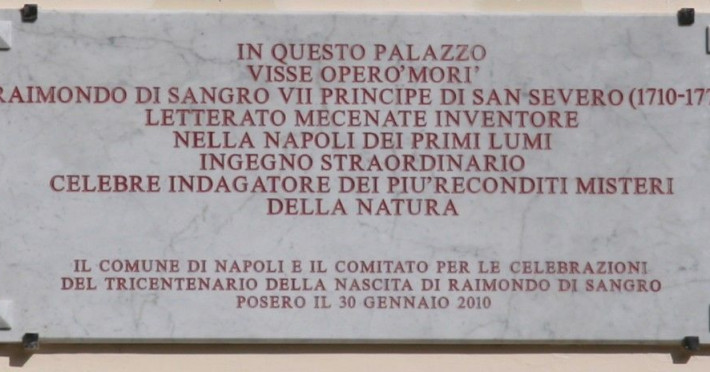 IN QUESTO PALAZZO
VISSE OPERO'MORI'
RAIMONDO DI SANGRO VII PRINCIPE DI SAN SEVERO (1710-177
LETTERATO MECENATE INVENTORE
NELLA NAPOLI DEI PRIMI LUMI
INGEGNO STRAORDINARIO
CELEBRE INDAGATORE DEI PIU'RECONDITI MISTERI
DELLA NATURA
IL COMUNE DI NAPOLI E IL COMITATO PER LE CELEBRAZIONI
DEL TRICENTENARIO DELLA NASCITA DI RAIMONDO DI SANGRO
POSERO IL 30 GENNAIO 2010